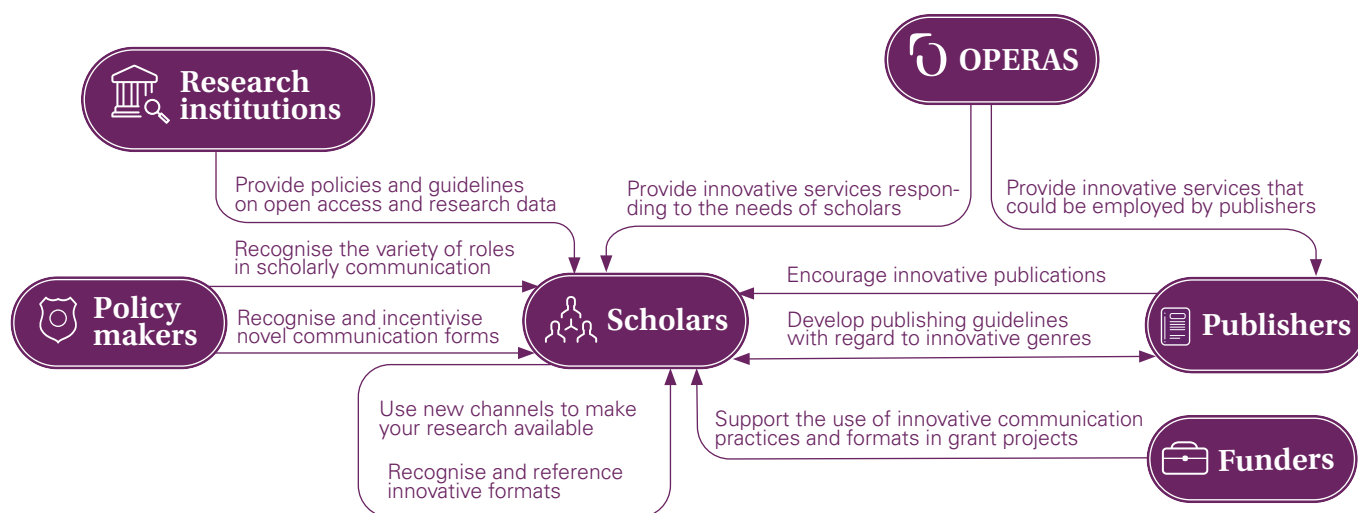 Research
institutions
OPERAS
Provide policies and guidelines
on open access and research data
Provide innovative services respon-
ding to the needs of scholars
Provide innovative services that
could be employed by publishers
Recognise the variety of roles
in scholarly communication
Policy
makers
Recognise and incentivise
novel communication forms
Scholars
Encourage innovative publications
Develop publishing guidelines
with regard to innovative genres
Publishers
Use new channels to make
your research available
Recognise and reference
innovative formats
Support the use of innovative communication
practices and formats in grant projects
Funders